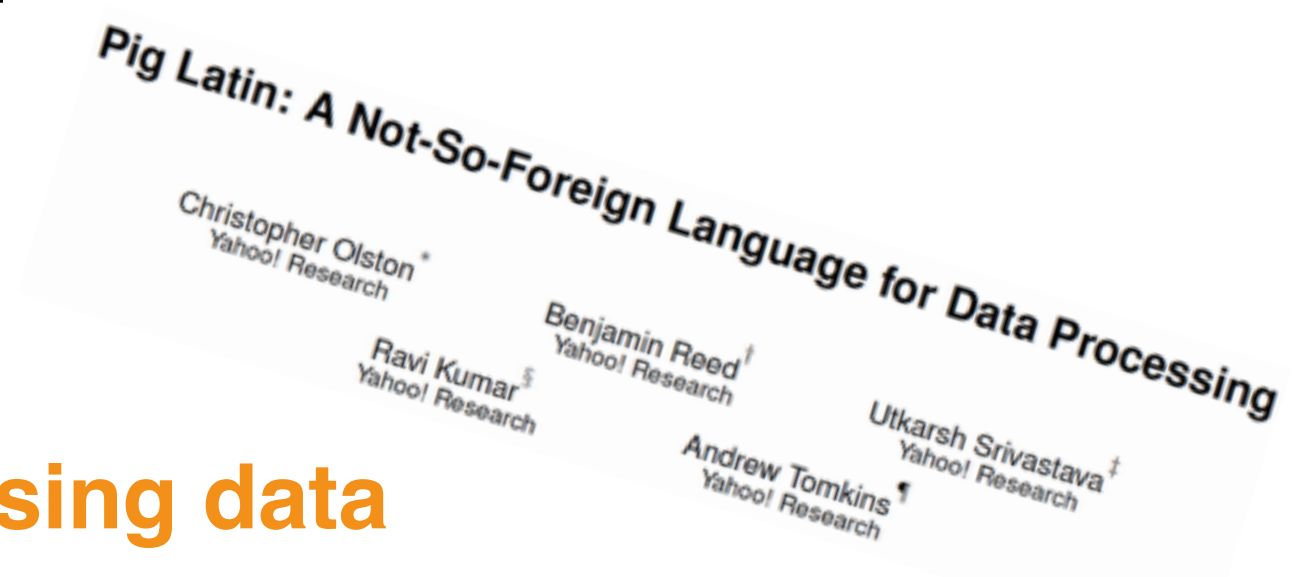 Pig Latin: A Not-So-Foreign Language for Data Processing
Christopher Olston*
Yahoo! Research
Benjamin Reed†
Yahoo! Research
Utkarsh Srivastava‡
Yahoo! Research
Ravi Kumar§
Yahoo! Research
Andrew Tomkins¶
Yahoo! Research
sing data